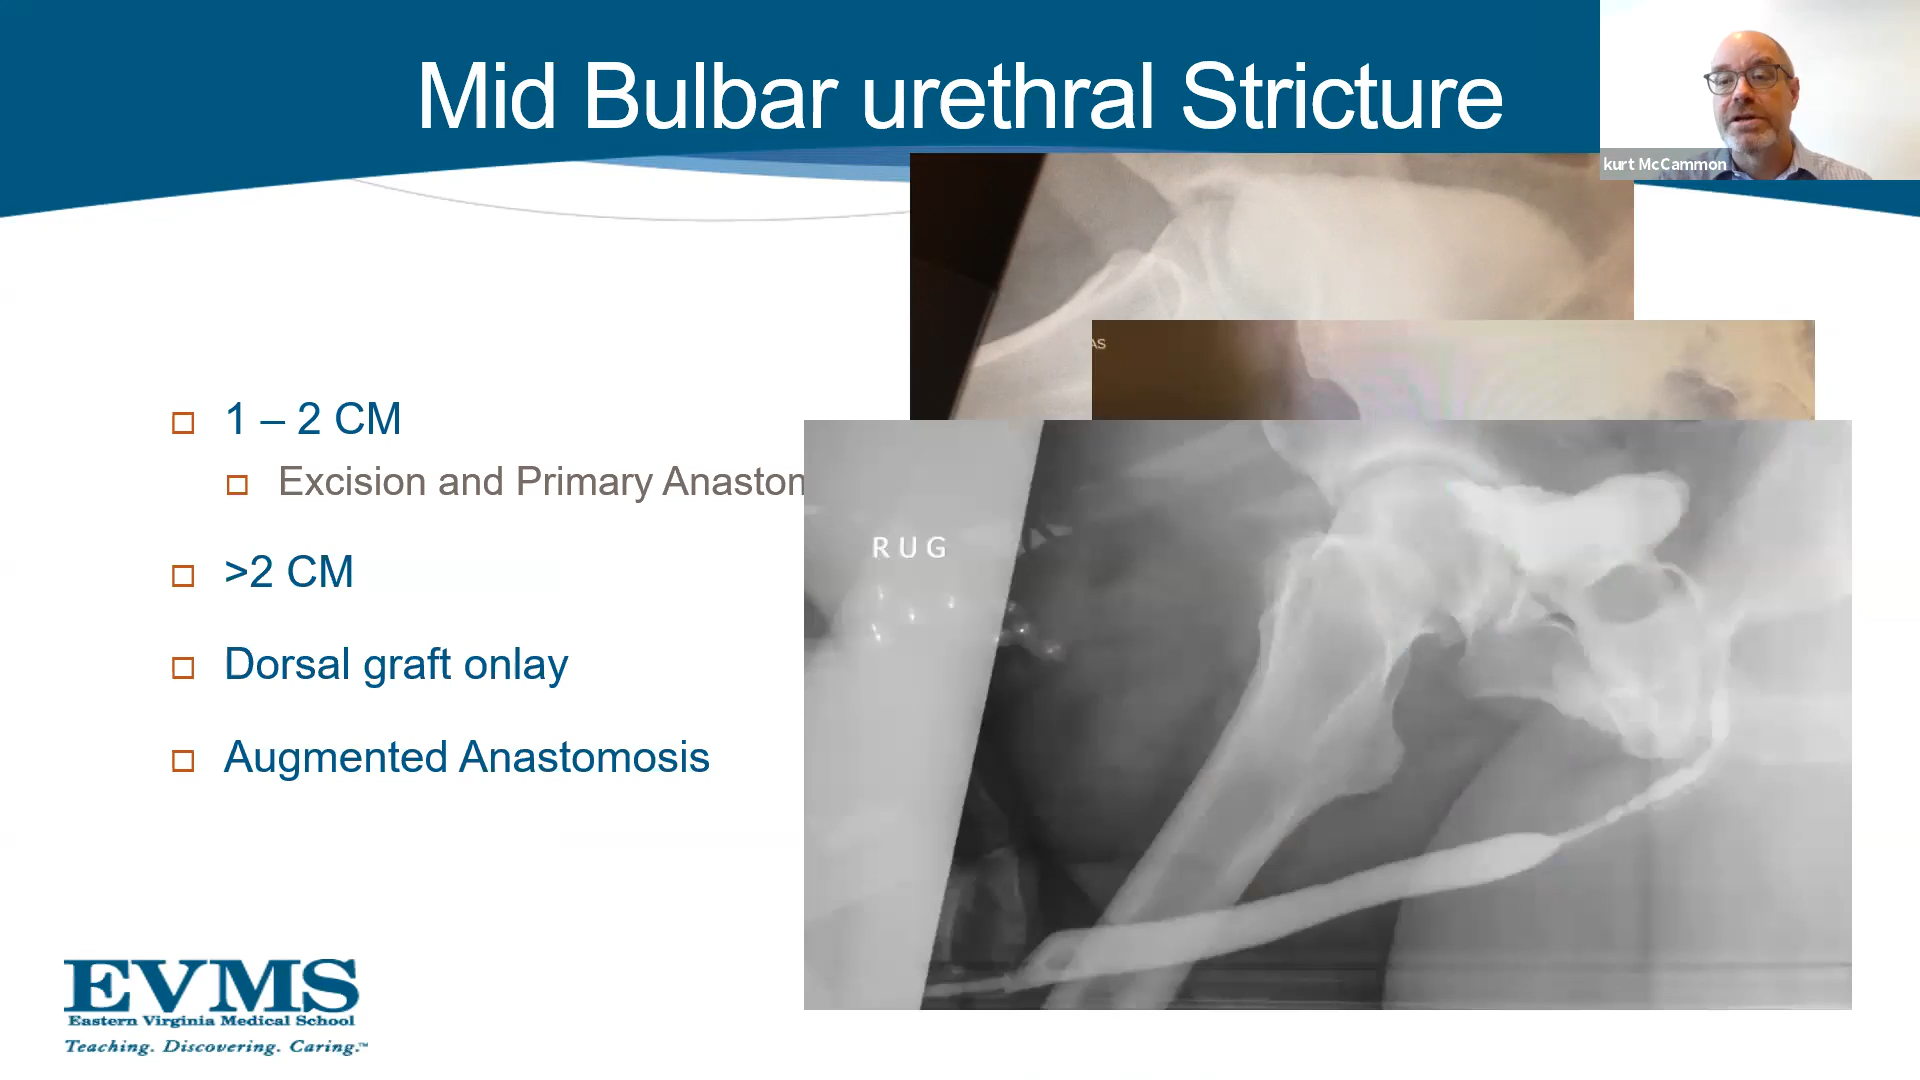 Mid Bulbar urethral Stricture
kurt McCammon
AS
1 – 2 CM
Excision and Primary Anaston
RUG
>2 CM
Dorsal graft onlay
Augmented Anastomosis
EVMS
Eastern Virginia Medical School
Teaching. Discovering. Caring.™